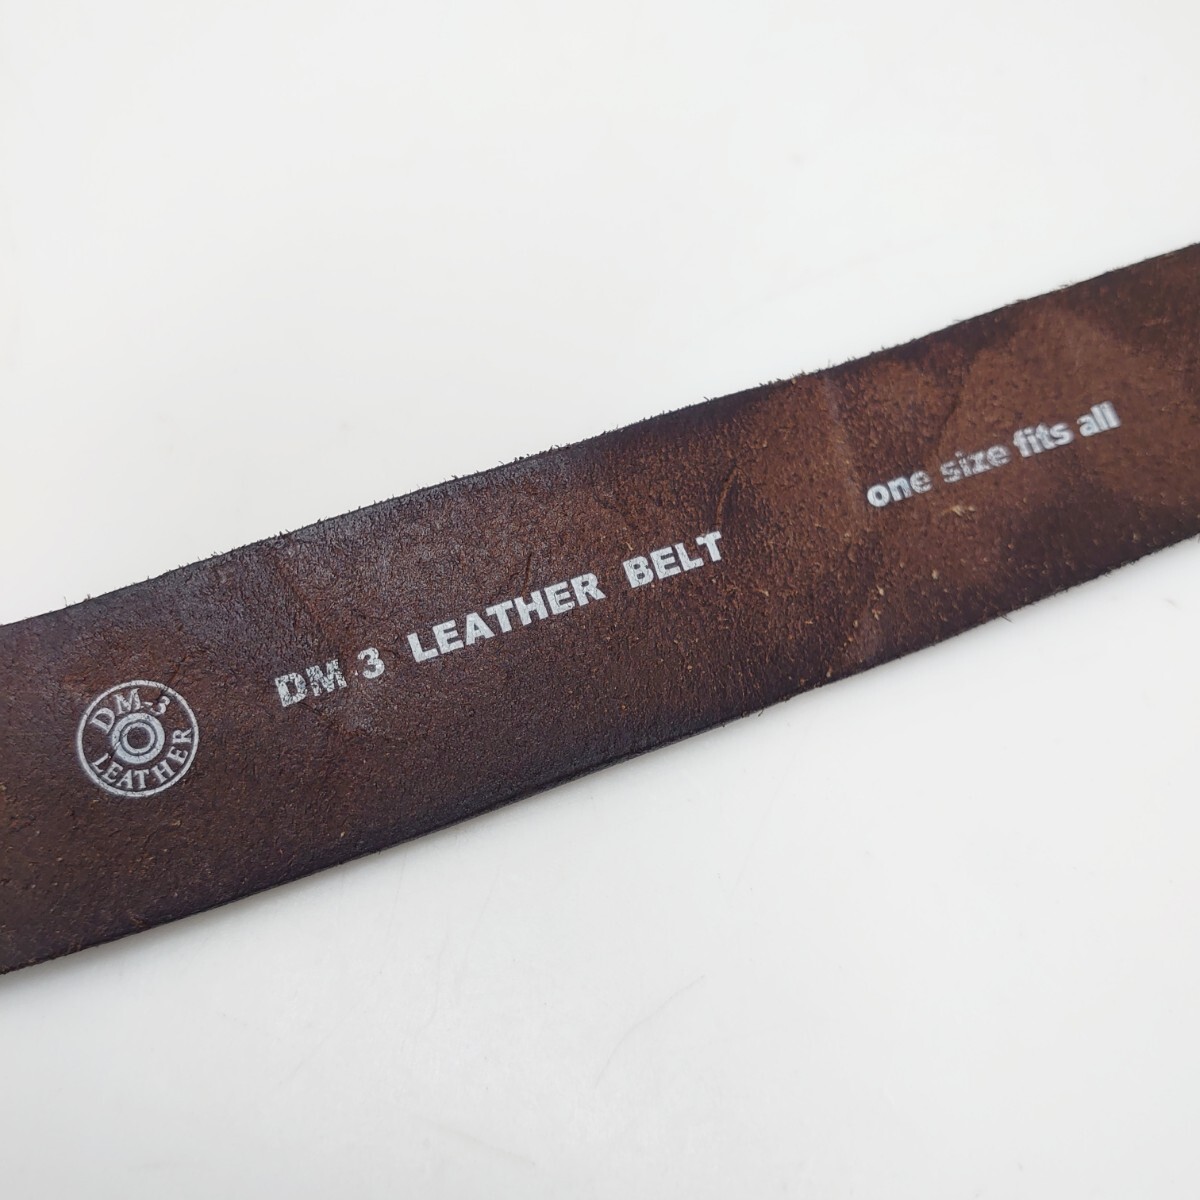 DM-3
LEATHER
DM 3 LEATHER BELT
one size fits all